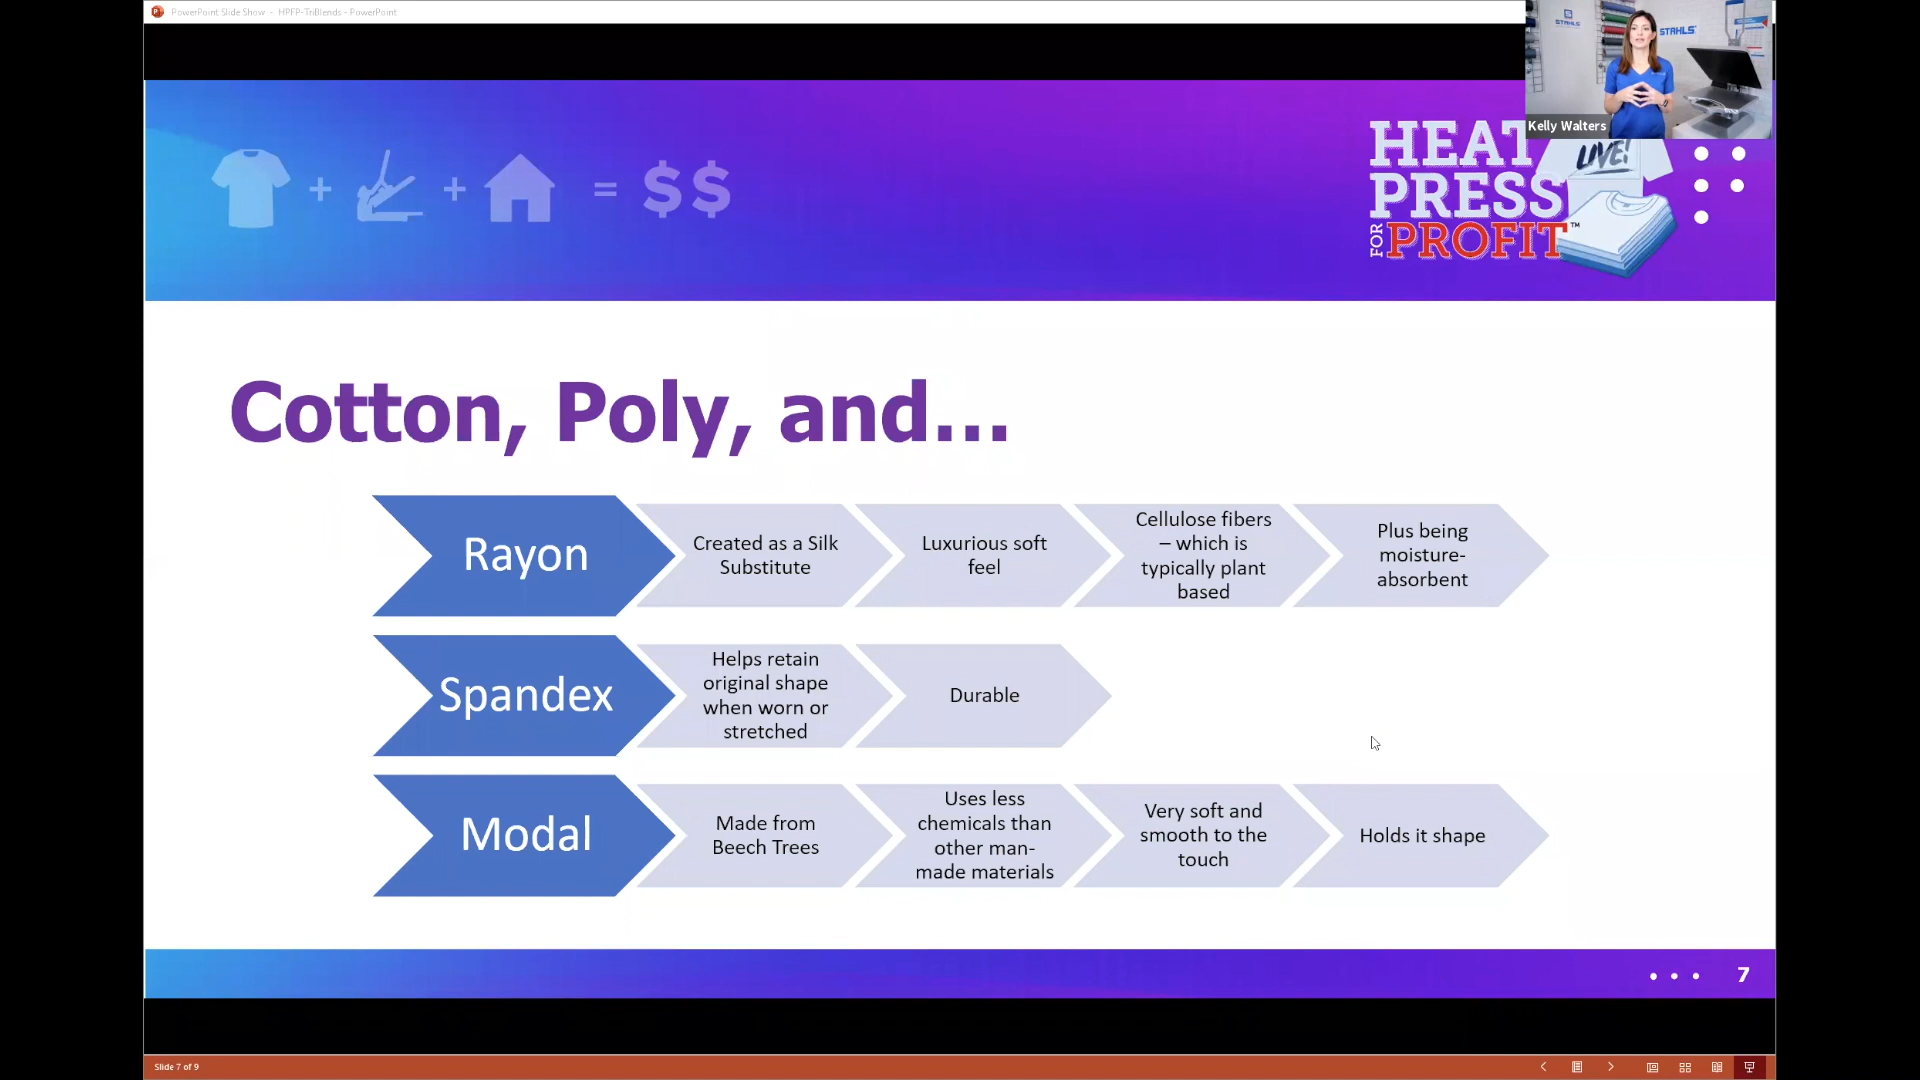 PowerPoint Slide Show - HPFP-TriBlends - PowerPoint
STAHLS'
STAHLS'
Kelly Walters
+ + = $$
HEAT
PRESS
FOR PROFIT™
LIVE!
Cotton, Poly, and...
Rayon
Created as a Silk
Substitute
Luxurious soft
feel
Cellulose fibers
– which is
typically plant
based
Plus being
moisture-
absorbent
Spandex
Helps retain
original shape
when worn or
stretched
Durable
Modal
Made from
Beech Trees
Uses less
chemicals than
other man-
made materials
Very soft and
smooth to the
touch
Holds it shape
7
Slide 7 of 9